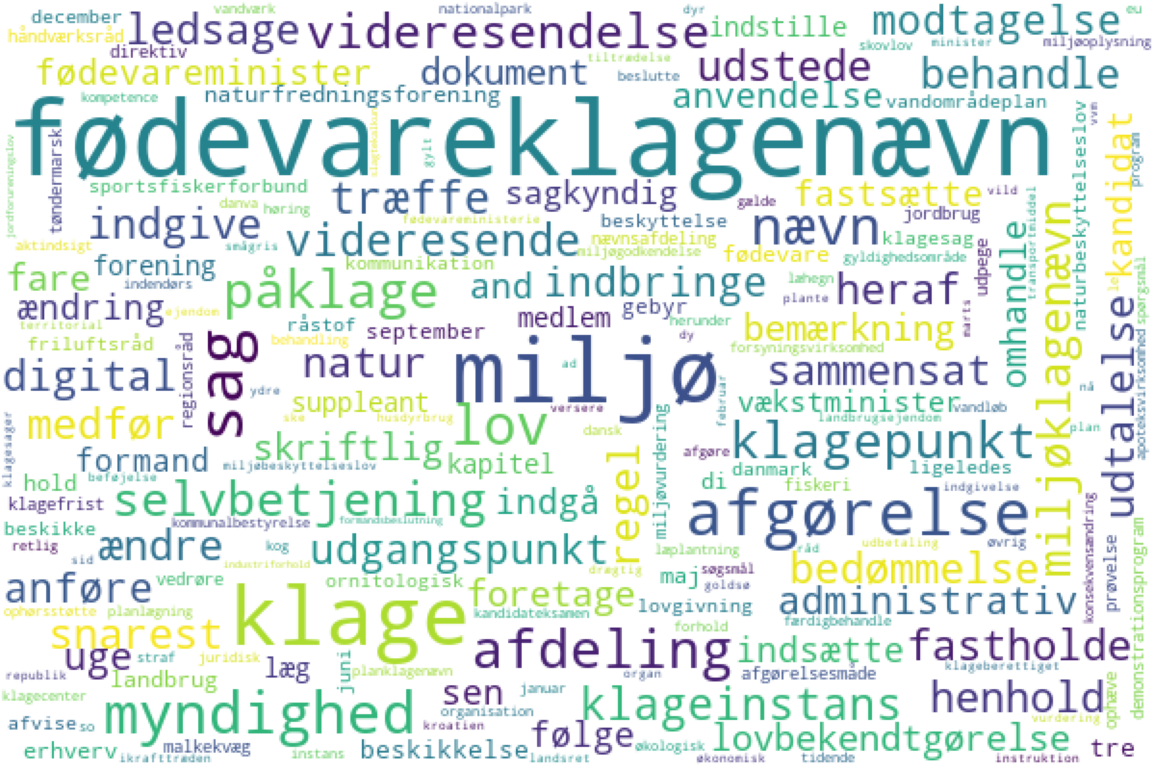 december vandværk nationalpark dyr eu
håndværksråd ledsage videresendelse indstille modtagelse
direktiv tiltrædelse skovlov minister miljøoplysning
fødevareminister dokument beslutte udstede behandle
kompetence naturfredningsforening anvendelse vandområdeplan
fødevareklagenævn
jordforureningslov tøndermarsk gylt vvm program
sportsfiskerforbund træffe sagkyndig fastsætte vild kandidat
danva høring fødevareministerie beskyttelse gælde jordbrug
indgive videresende nævn naturbeskyttelseslov
aktindsigt smågris nævnsafdeling klagesag
forening kommunikation miljøgodkendelse fødevare gyldighedsområde transportmiddel
fare indendørs påklage and indbringe løhegn udpege omhandle miljøklagenævn le spørgsmål
ændring ejendom gebyr plante heraf
territorial råstof september medlem herunder bemærkning marts
friluftsråd sag behandling dy forsyningsvirksomhed
digital regionsråd natur miljø ad sammensat udtalelse
ydre februar nå
medfør suppleant husdyrbrug versere vækstminister vandløb
klagesager ske lov dansk landbrugsejendom plan apoteksvirksomhed
formand skriftlig miljøvurdering afgøre klagepunkt
miljøbeskyttelseslov kapitel regel danmark ligeledes
hold beføjelse di fiskeri
klagefrist selvbetjening indgå afgørelse indgivelse
beskikke kommunalbestyrelse formandsbeslutning konsekvensændring
retlig ændre kog udgangspunkt læplantning råd udbetaling øvrig prøvelse
sid industriforhold drægtig søgsmål bedømmelse
anføre vedrøre ornitologisk foretage maj goldsø demonstrationsprogram
ophørsstøtte planlægning klage lovgivning administrativ
snarest kandidateksamen færdigbehandle
uge straf juridisk afdeling forhold indsætte fastholde
republik landbrug læg juni planklagenævn organ afgørelsesmåde klageberettiget
klagecenter myndighed sen januar klageinstans henhold ophæve
afvise so organisation vurdering
kroatien følge lovbekendtgørelse
erhverv malkekvæg beskikkelse økologisk tre
ikrafttræden instans landsret økonomisk tidende instruktion